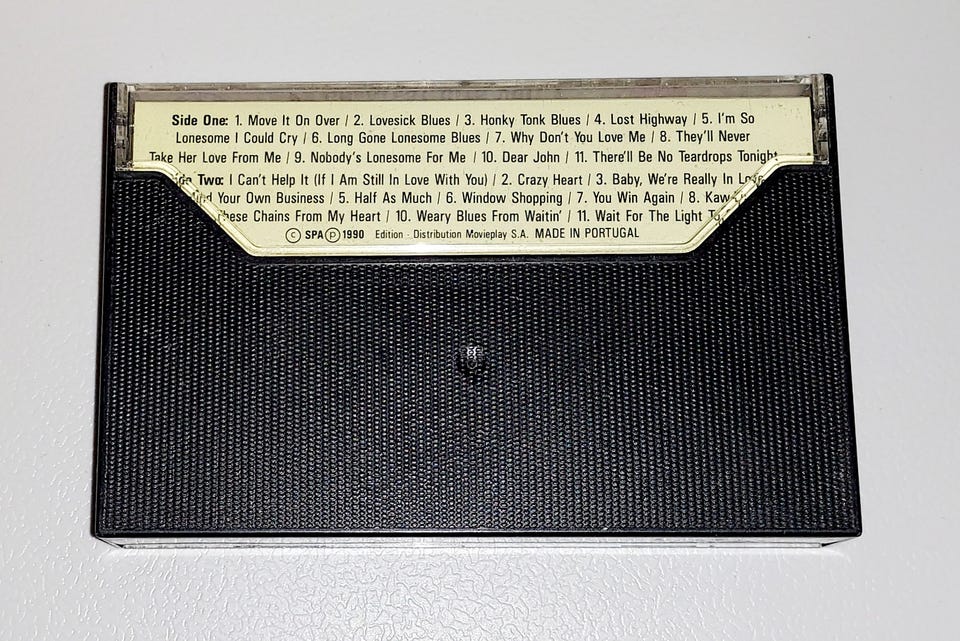 Side One: 1. Move It On Over / 2. Lovesick Blues / 3. Honky Tonk Blues / 4. Lost Highway / 5. I'm So
Lonesome I Could Cry / 6. Long Gone Lonesome Blues / 7. Why Don't You Love Me / 8. They'll Never
Take Her Love From Me / 9. Nobody's Lonesome For Me / 10. Dear John / 11. There'll Be No Teardrops Tonight
Two: I Can't Help It (If I Am Still In Love With You) / 2. Crazy Heart / 3. Baby, We're Really In
Your Own Business / 5. Half As Much / 6. Window Shopping / 7. You Win Again / 8.
These Chains From My Heart / 10. Weary Blues From Waitin' / 11. Wait For The Light
© SPA ℗ 1990 Edition - Distribution Movieplay S.A. MADE IN PORTUGAL